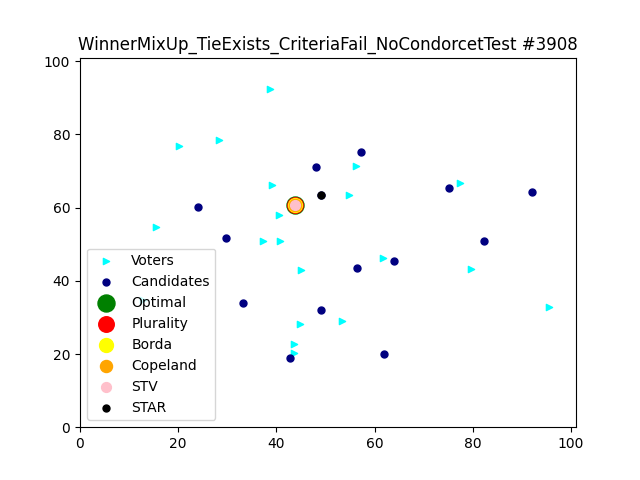 WinnerMixUp_TieExists_CriteriaFail_NoCondorcetTest #3908
100
80
60
40
20
0
0 20 40 60 80 100
Voters
Candidates
Optimal
Plurality
Borda
Copeland
STV
STAR